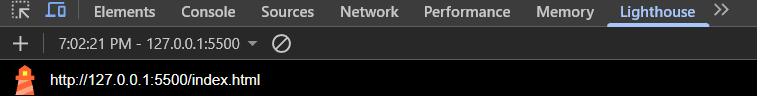 Elements Console Sources Network Performance Memory Lighthouse
7:02:21 PM - 127.0.0.1:5500
http://127.0.0.1:5500/index.html